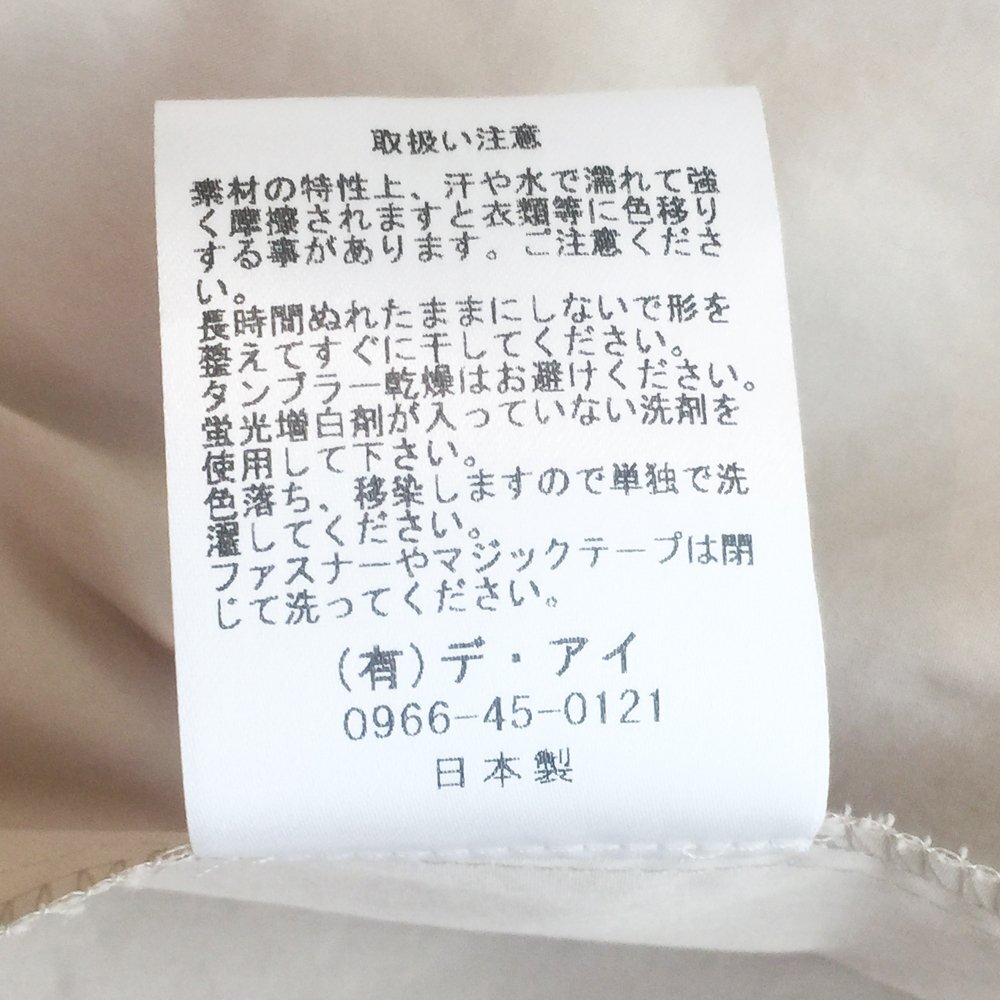 取扱い注意
素材の特性上、汗や水で濡れて強
く摩擦されますと衣類等に色移り
する事があります。ご注意くださ
い。
長時間ぬれたままにしないで形を
整えてすぐに干してください。
タンブラー乾燥はお避けください。
蛍光増白剤が入っていない洗剤を
使用して下さい。
色落ち、移染しますので単独で洗
濯してください。
ファスナーやマジックテープは閉
じて洗ってください。
(有)デ・アイ
0966-45-0121
日本製